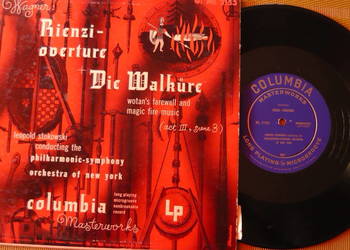 Wagner:
Rienzi-
overture
+
Die Walküre
wotan's farewell and
magic fire music
(act III, scene 3)
leopold stokowski
conducting the
philharmonic-symphony
orchestra of new york
columbia
Masterworks
long playing
microgroove
nonbreakable
record
LP
COLUMBIA
MASTERWORKS
LONG PLAYING MICROGROOVE